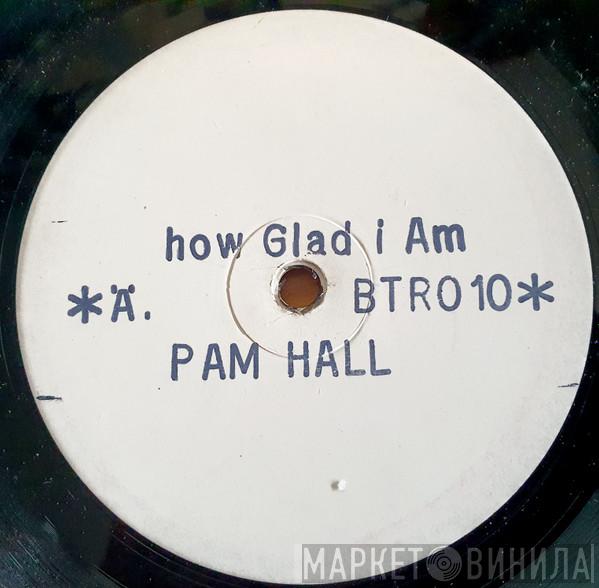 how Glad i Am
*Ä. BTR010*
PAM HALL
МАРКЕТ ВИНИЛА